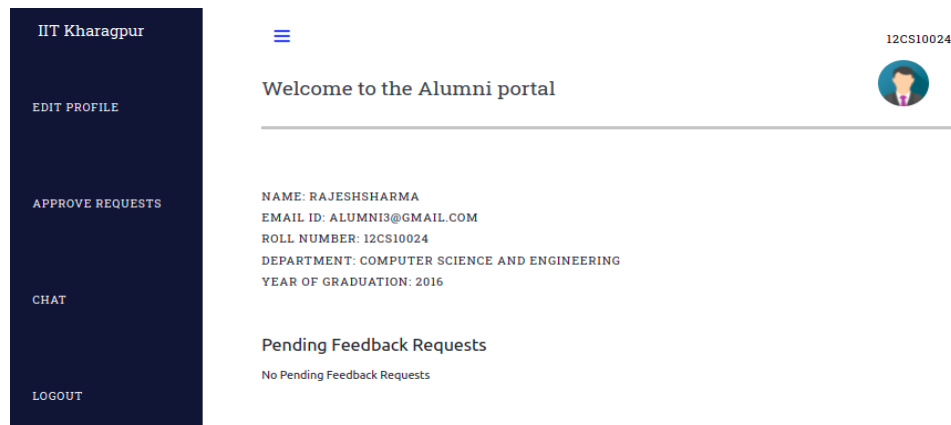 IIT Kharagpur
EDIT PROFILE
APPROVE REQUESTS
CHAT
LOGOUT
12CS10024
Welcome to the Alumni portal
NAME: RAJESHSHARMA
EMAIL ID: ALUMNI3@GMAIL.COM
ROLL NUMBER: 12CS10024
DEPARTMENT: COMPUTER SCIENCE AND ENGINEERING
YEAR OF GRADUATION: 2016
Pending Feedback Requests
No Pending Feedback Requests